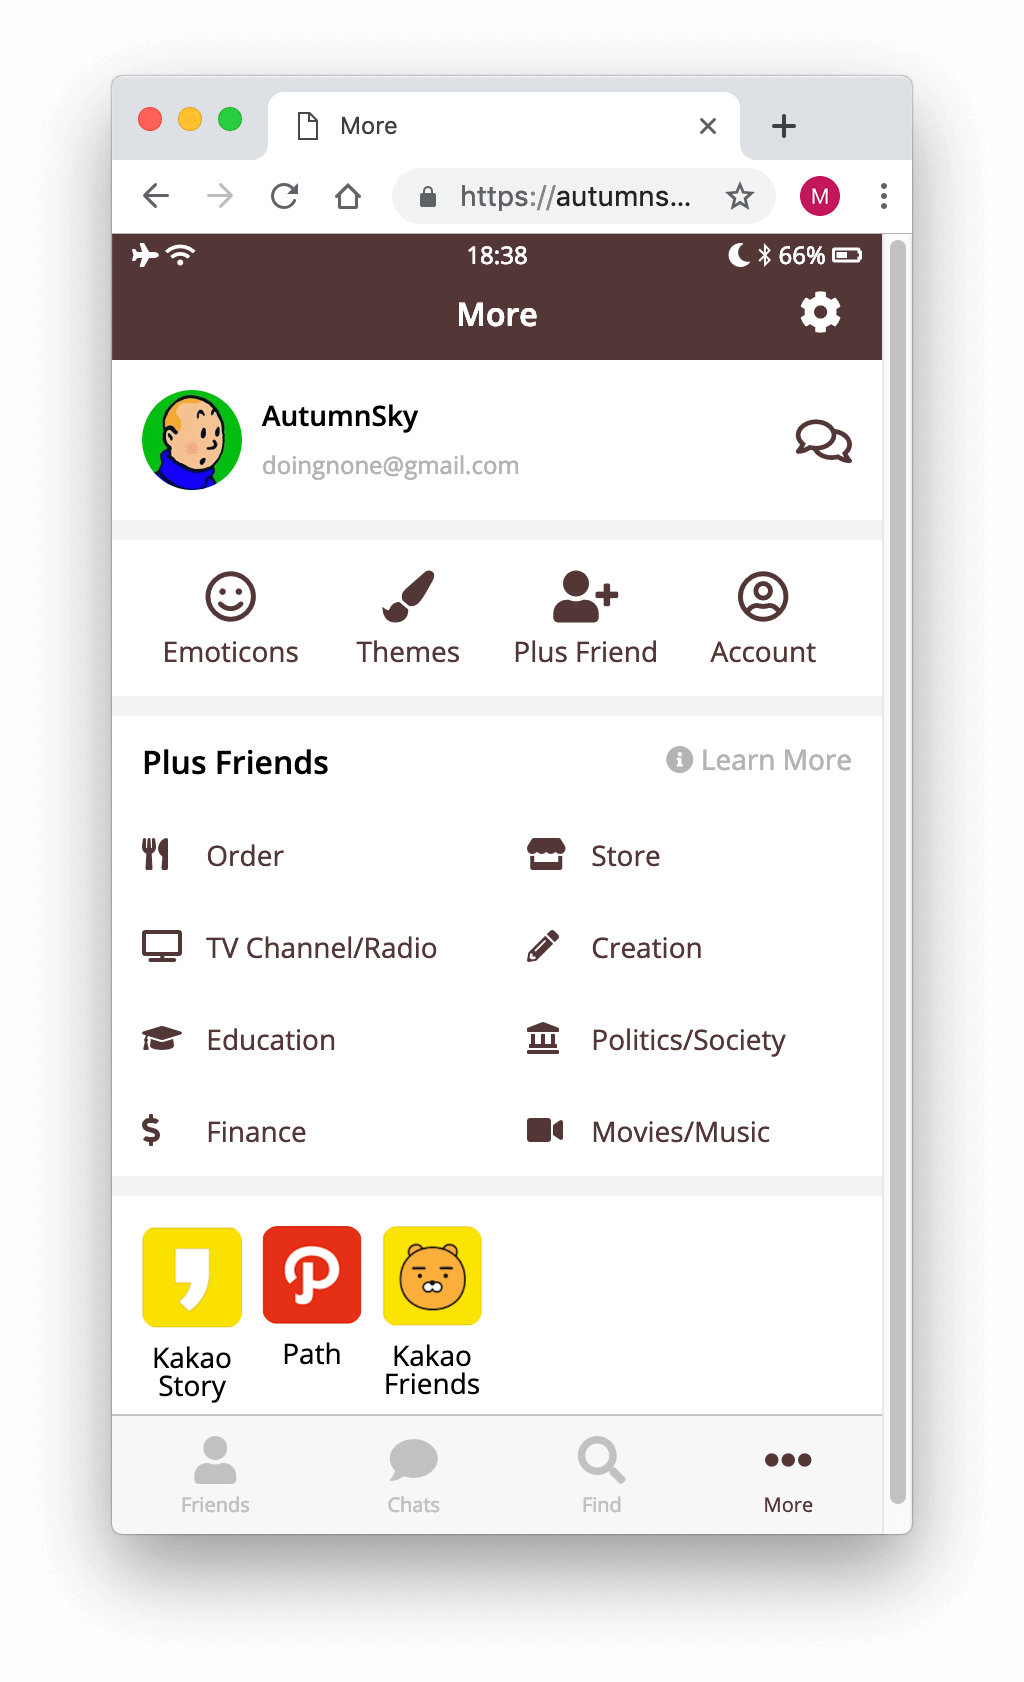 More
https://autumns...
M
18:38
66%
More
AutumnSky
doingnone@gmail.com
Emoticons Themes Plus Friend Account
Plus Friends
Learn More
Order Store
TV Channel/Radio Creation
Education Politics/Society
Finance Movies/Music
Kakao
Story
Path
Kakao
Friends
Friends Chats Find More